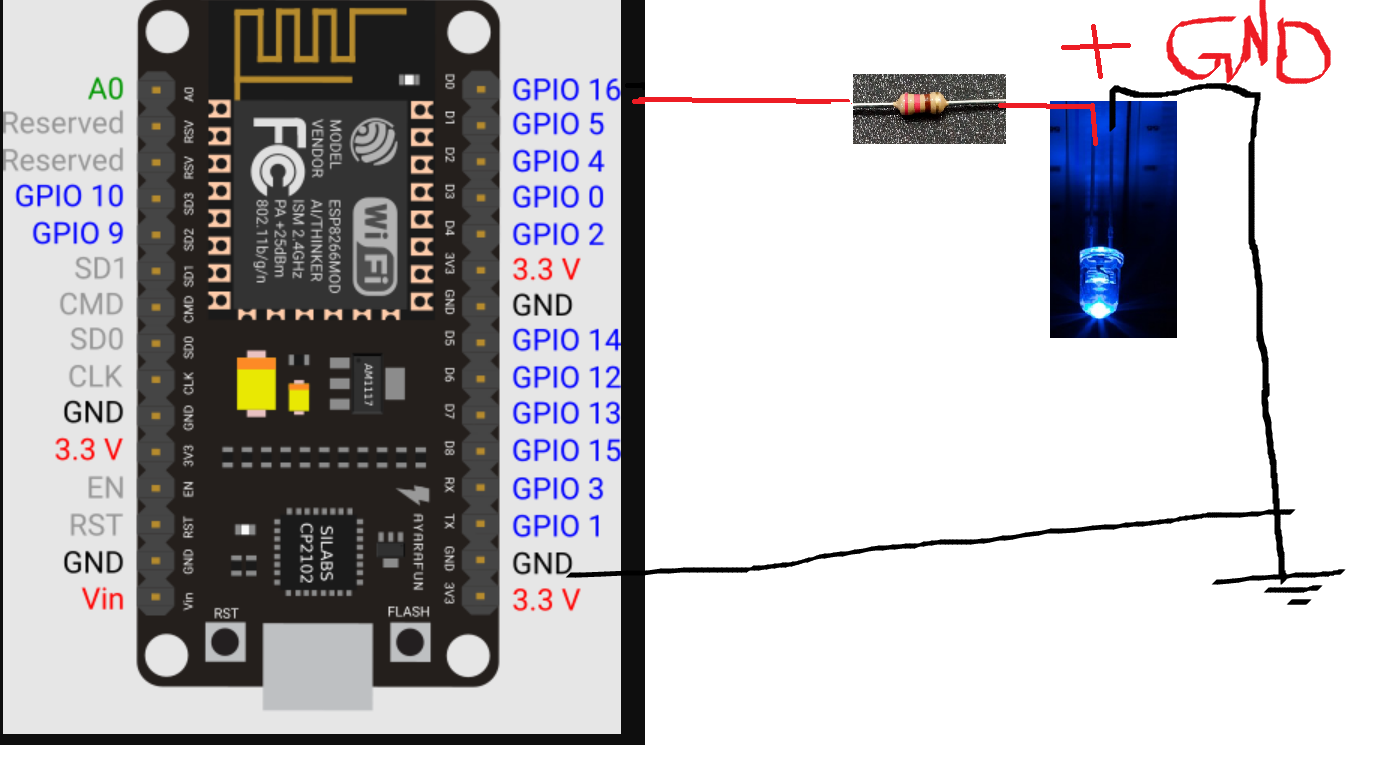 + GND
A0
Reserved
Reserved
GPIO 10
GPIO 9
SD1
CMD
SD0
CLK
GND
3.3 V
EN
RST
GND
Vin
A0
RSV
RSV
SD3
SD2
SD1
CMD
SD0
CLK
GND
3V3
EN
RST
GND
Vin
MODEL
VENDOR
ESP8266MOD
AI/THINKER
ISM 2.4GHz
PA +25dBm
802.11b/g/n
FC
WiFi
AM1117
SILABS
CP2102
AYARAFUN
RST
FLASH
D0
D1
D2
D3
D4
3V3
GND
D5
D6
D7
D8
RX
TX
GND
3V3
GPIO 16
GPIO 5
GPIO 4
GPIO 0
GPIO 2
3.3 V
GND
GPIO 14
GPIO 12
GPIO 13
GPIO 15
GPIO 3
GPIO 1
GND
3.3 V